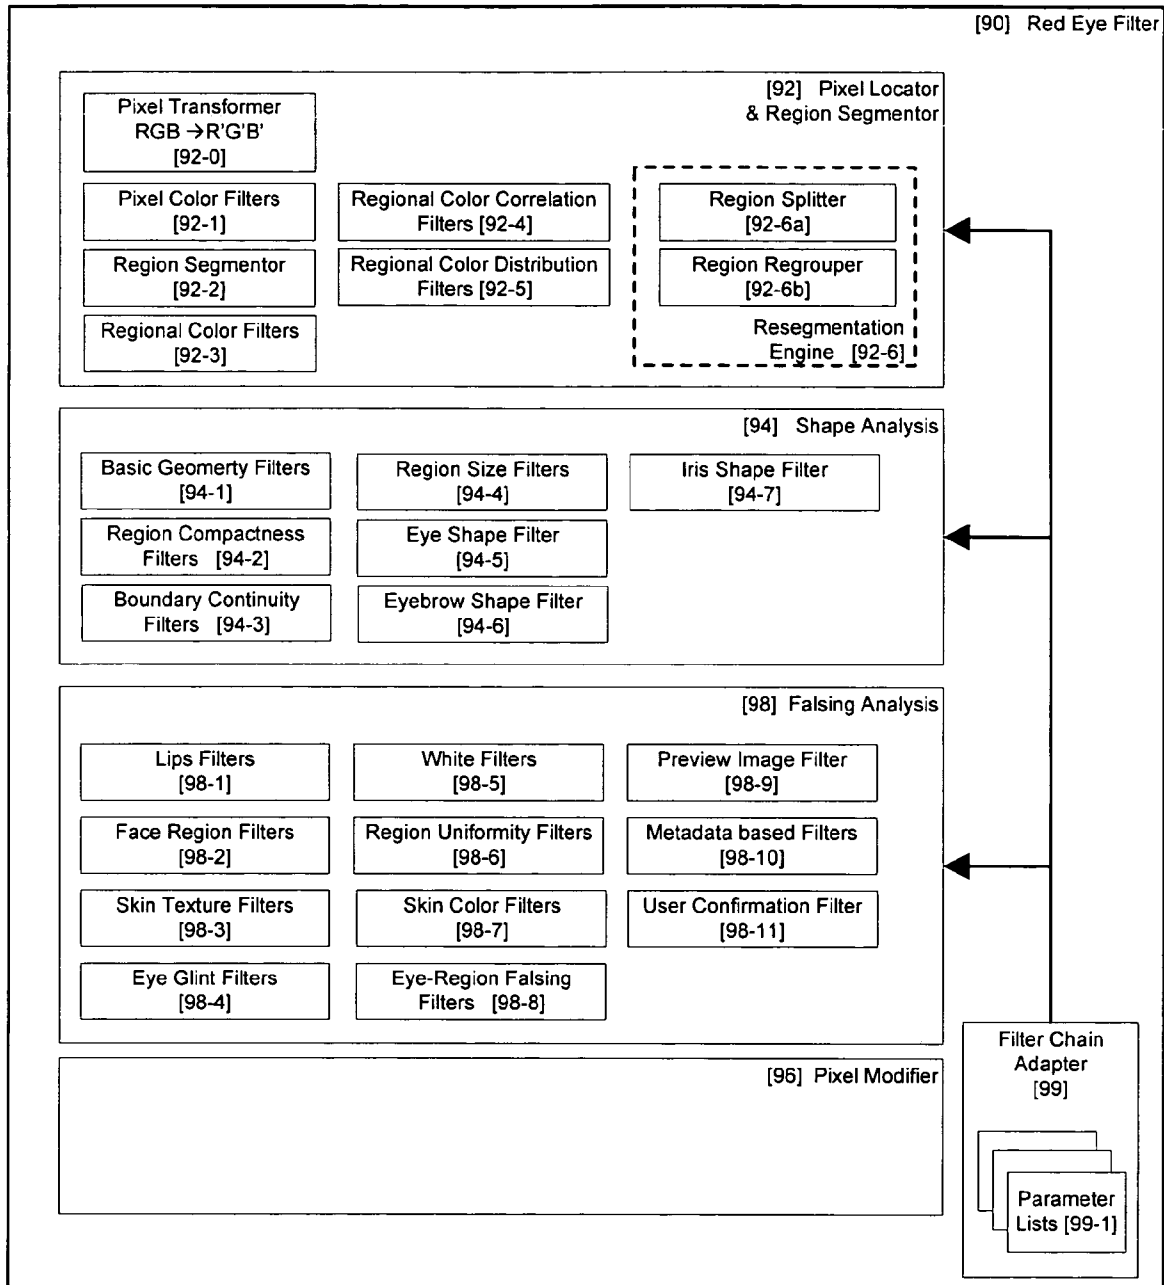 [90] Red Eye Filter
[92] Pixel Locator
& Region Segmentor
Pixel Transformer
RGB →R'G'B'
[92-0]
Pixel Color Filters
[92-1]
Region Segmentor
[92-2]
Regional Color Filters
[92-3]
Regional Color Correlation
Filters [92-4]
Regional Color Distribution
Filters [92-5]
Region Splitter
[92-6a]
Region Regrouper
[92-6b]
Resegmentation
Engine [92-6]
[94] Shape Analysis
Basic Geomerty Filters
[94-1]
Region Compactness
Filters [94-2]
Boundary Continuity
Filters [94-3]
Region Size Filters
[94-4]
Eye Shape Filter
[94-5]
Eyebrow Shape Filter
[94-6]
Iris Shape Filter
[94-7]
[98] Falsing Analysis
Lips Filters
[98-1]
Face Region Filters
[98-2]
Skin Texture Filters
[98-3]
Eye Glint Filters
[98-4]
White Filters
[98-5]
Region Uniformity Filters
[98-6]
Skin Color Filters
[98-7]
Eye-Region Falsing
Filters [98-8]
Preview Image Filter
[98-9]
Metadata based Filters
[98-10]
User Confirmation Filter
[98-11]
[96] Pixel Modifier
Filter Chain
Adapter
[99]
Parameter
Lists [99-1]